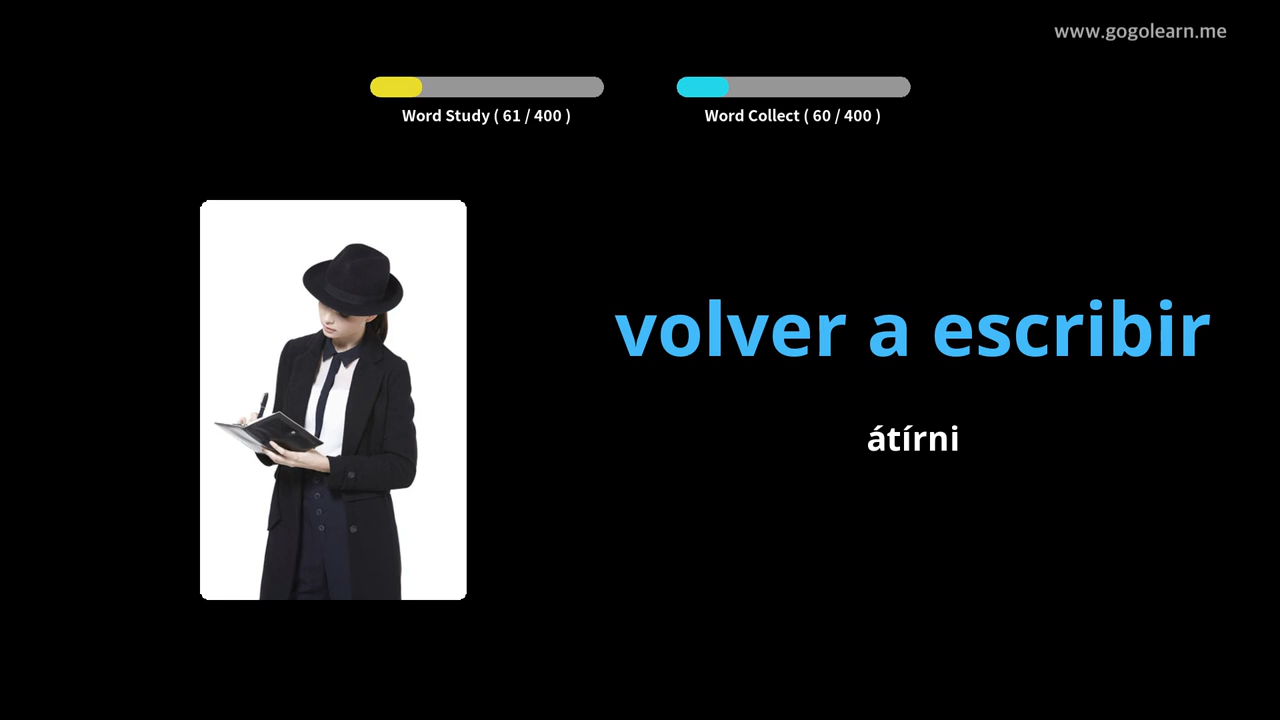 www.gogolearn.me
Word Study ( 61 / 400 )
Word Collect ( 60 / 400 )
volver a escribir
átírni